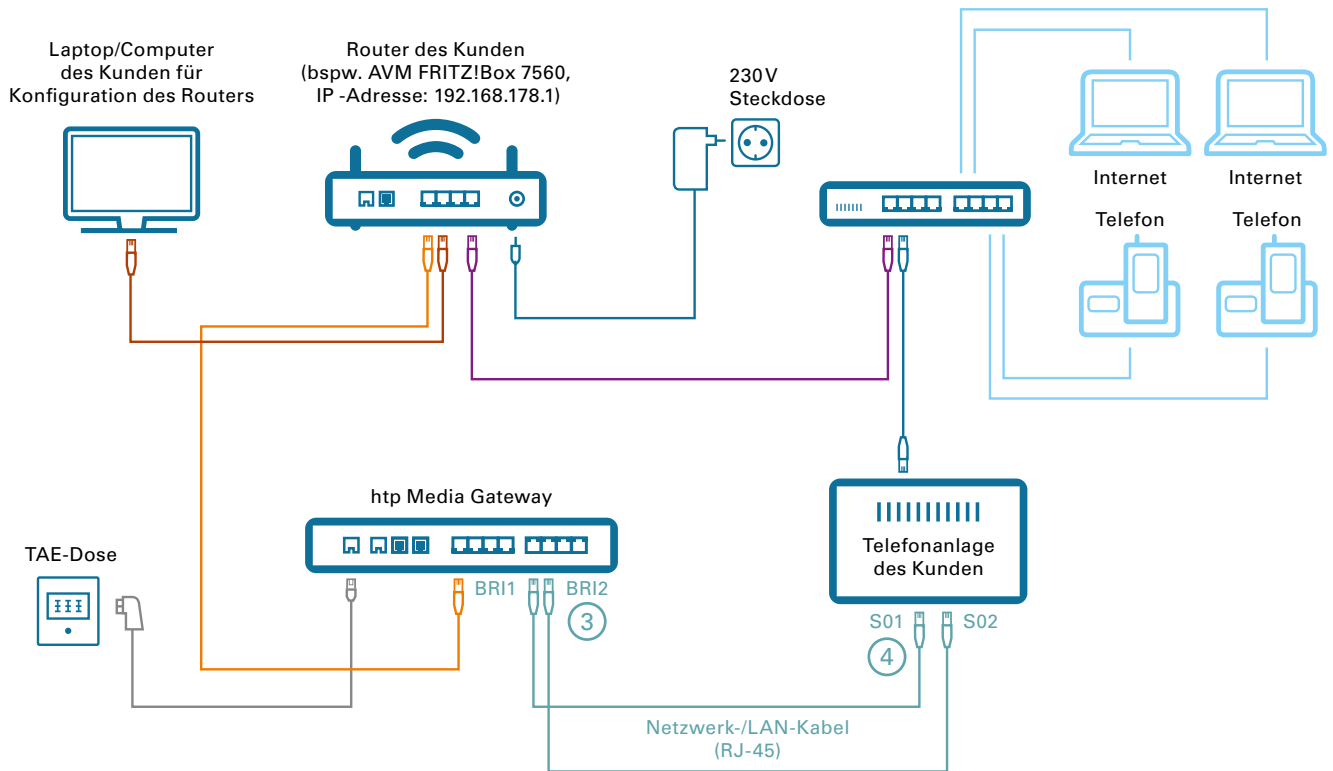 Laptop/Computer
des Kunden für
Konfiguration des Routers
Router des Kunden
(bspw. AVM FRITZ!Box 7560,
IP -Adresse: 192.168.178.1)
230 V
Steckdose
Internet
Internet
Telefon
Telefon
htp Media Gateway
TAE-Dose
BRI1
BRI2
3
Telefonanlage
des Kunden
S01
S02
4
Netzwerk-/LAN-Kabel
(RJ-45)